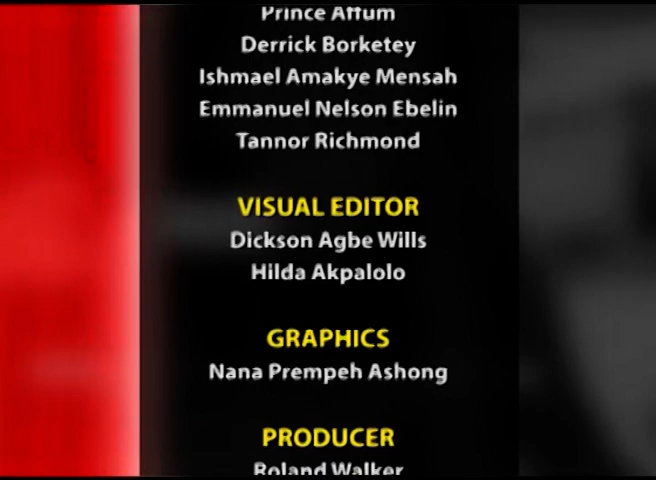 Prince Affum
Derrick Borketey
Ishmael Amakye Mensah
Emmanuel Nelson Ebelin
Tannor Richmond
VISUAL EDITOR
Dickson Agbe Wills
Hilda Akpalolo
GRAPHICS
Nana Prempeh Ashong
PRODUCER
Roland Walker